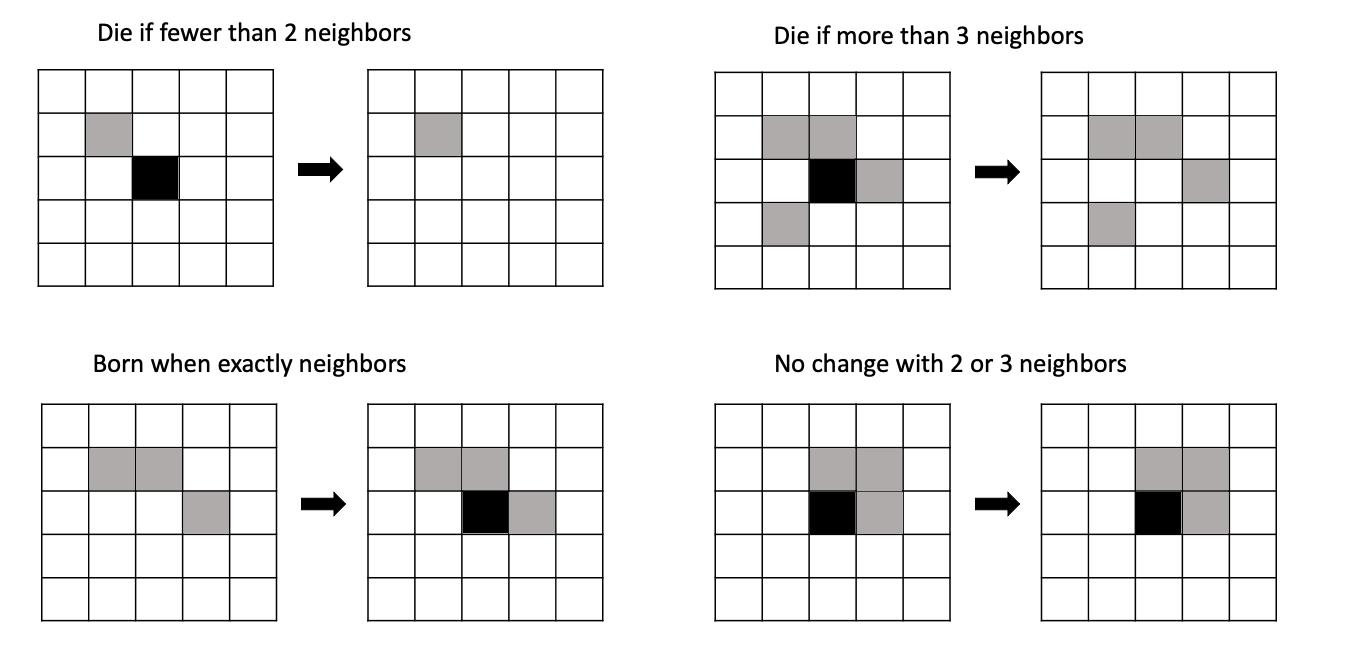 Die if fewer than 2 neighbors
Die if more than 3 neighbors
Born when exactly neighbors
No change with 2 or 3 neighbors